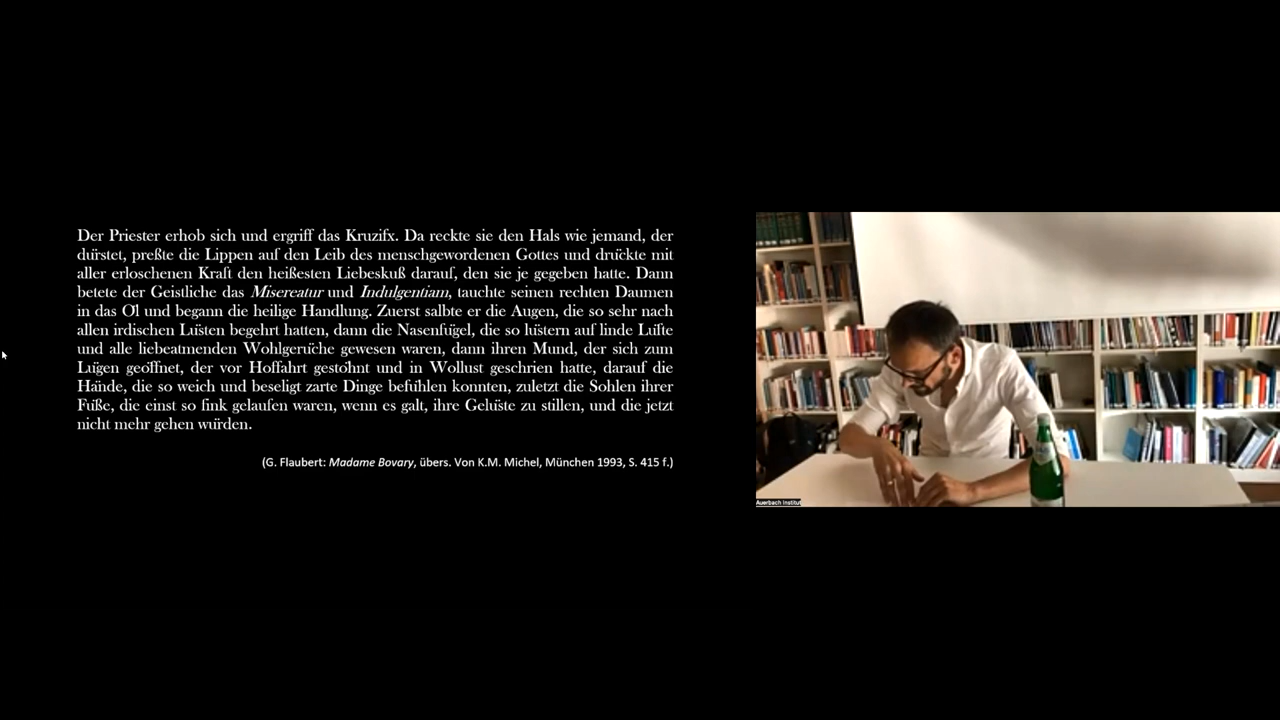 Der Priester erhob sich und ergriff das Kruzifx. Da reckte sie den Hals wie jemand, der
dürstet, preßte die Lippen auf den Leib des menschgewordenen Gottes und drückte mit
aller erloschenen Kraft den heißesten Liebeskuß darauf, den sie je gegeben hatte. Dann
betete der Geistliche das Misereatur und Indulgentiam, tauchte seinen rechten Daumen
in das Öl und begann die heilige Handlung. Zuerst salbte er die Augen, die so sehr nach
allen irdischen Lüsten begehrt hatten, dann die Nasenfügel, die so lüstern auf linde Lüfte
und alle liebeatmenden Wohlgerüche gewesen waren, dann ihren Mund, der sich zum
Lügen geöffnet, der vor Hoffahrt gestöhnt und in Wollust geschrien hatte, darauf die
Hände, die so weich und beseligt zarte Dinge befühlen konnten, zuletzt die Sohlen ihrer
Füße, die einst so fink gelaufen waren, wenn es galt, ihre Gelüste zu stillen, und die jetzt
nicht mehr gehen würden.
(G. Flaubert: Madame Bovary, übers. Von K.M. Michel, München 1993, S. 415 f.)
Auerbach Institut